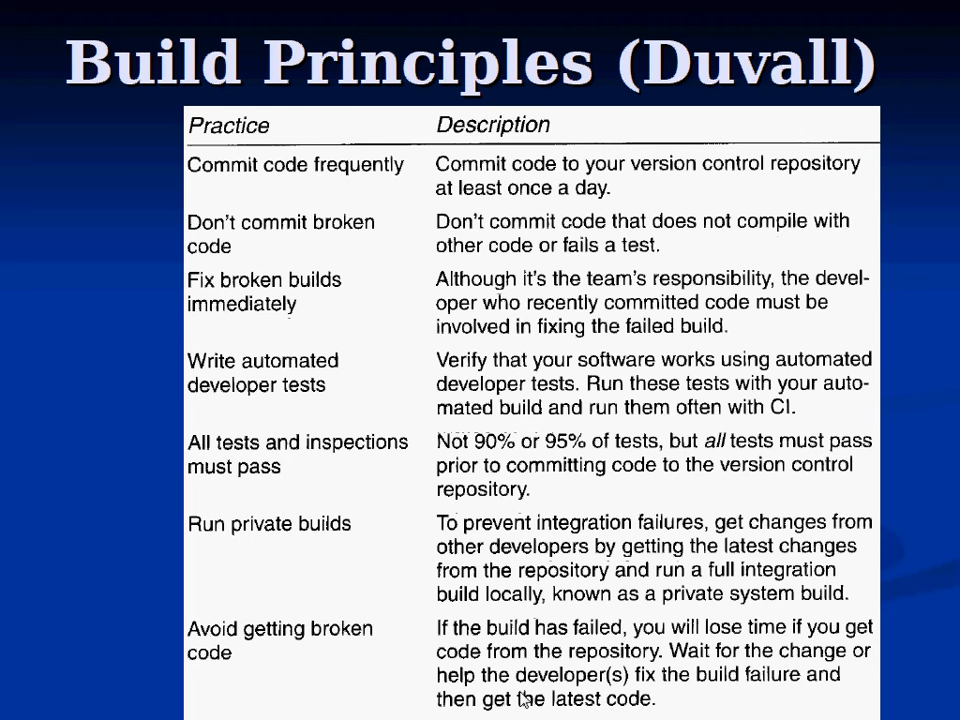 Build Principles (Duvall)
Practice Description
Commit code frequently Commit code to your version control repository
at least once a day.
Don't commit broken Don't commit code that does not compile with
code other code or fails a test.
Fix broken builds Although it's the team's responsibility, the devel-
immediately oper who recently committed code must be
involved in fixing the failed build.
Write automated Verify that your software works using automated
developer tests developer tests. Run these tests with your auto-
mated build and run them often with CI.
All tests and inspections Not 90% or 95% of tests, but all tests must pass
must pass prior to committing code to the version control
repository.
Run private builds To prevent integration failures, get changes from
other developers by getting the latest changes
from the repository and run a full integration
build locally, known as a private system build.
Avoid getting broken If the build has failed, you will lose time if you get
code code from the repository. Wait for the change or
help the developer(s) fix the build failure and
then get the latest code.